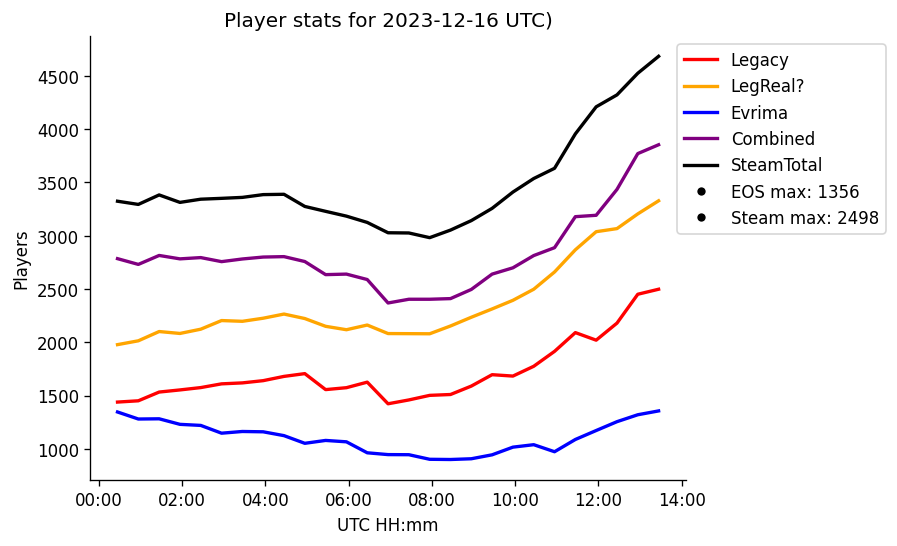 Player stats for 2023-12-16 UTC)
Players
4500
4000
3500
3000
2500
2000
1500
1000
00:00 02:00 04:00 06:00 08:00 10:00 12:00 14:00
UTC HH:mm
Legacy
LegReal?
Evrima
Combined
SteamTotal
EOS max: 1356
Steam max: 2498